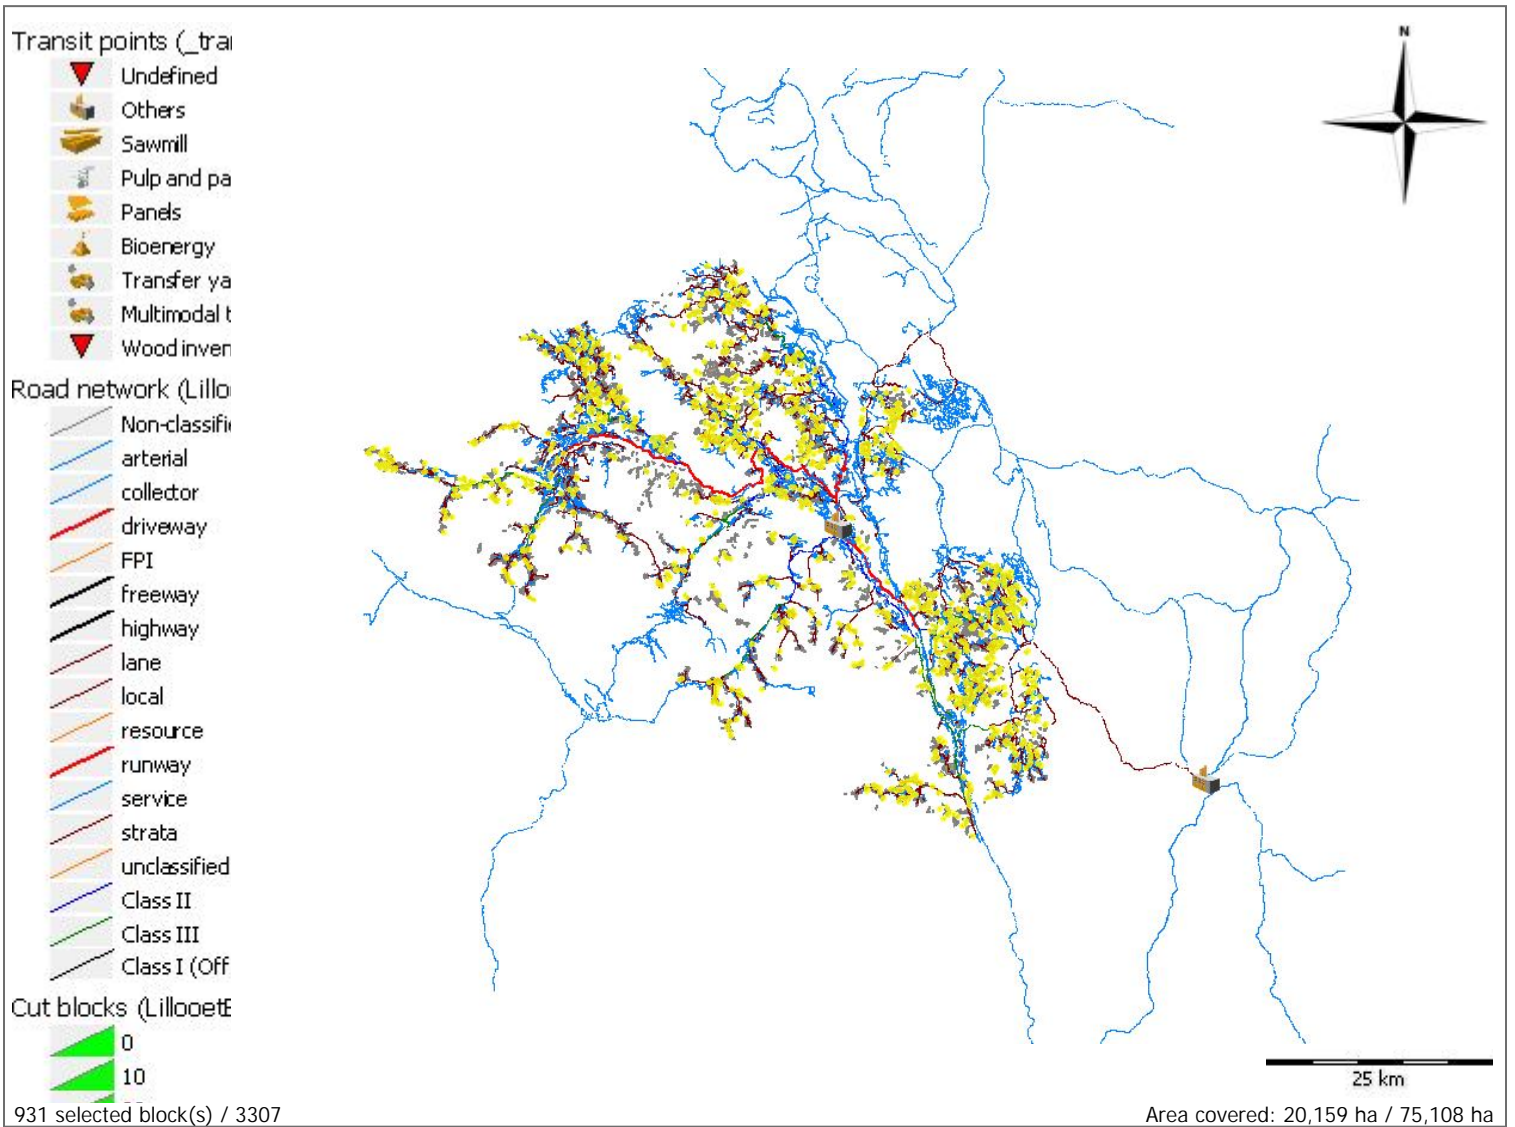 Transit points (_trai
Undefined
Others
Sawmill
Pulp and pa
Panels
Bioenergy
Transfer ya
Multimodal t
Wood inven
Road network (Lillo
Non-classifi
arterial
collector
driveway
FPI
freeway
highway
lane
local
resource
runway
service
strata
unclassified
Class II
Class III
Class I (Off
Cut blocks (LillooetB
0
10
931 selected block(s) / 3307
N
25 km
Area covered: 20,159 ha / 75,108 ha